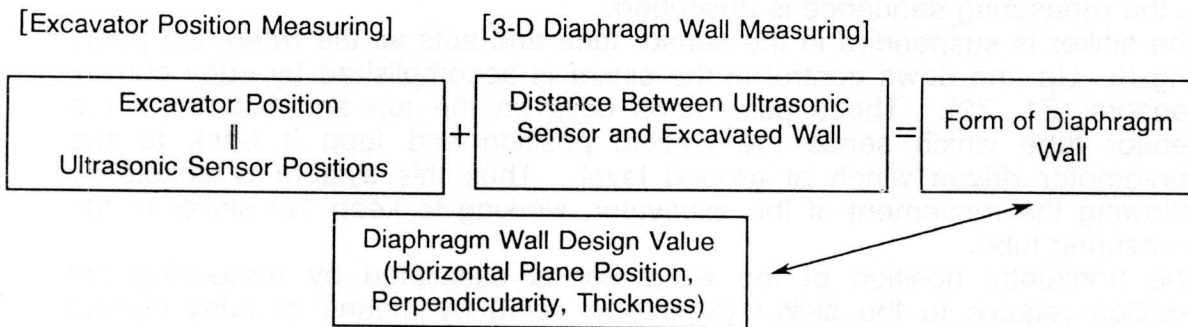 [Excavator Position Measuring] [3-D Diaphragm Wall Measuring]
Excavator Position
||
Ultrasonic Sensor Positions
+
Distance Between Ultrasonic
Sensor and Excavated Wall
=
Form of Diaphragm
Wall
Diaphragm Wall Design Value
(Horizontal Plane Position,
Perpendicularity, Thickness)